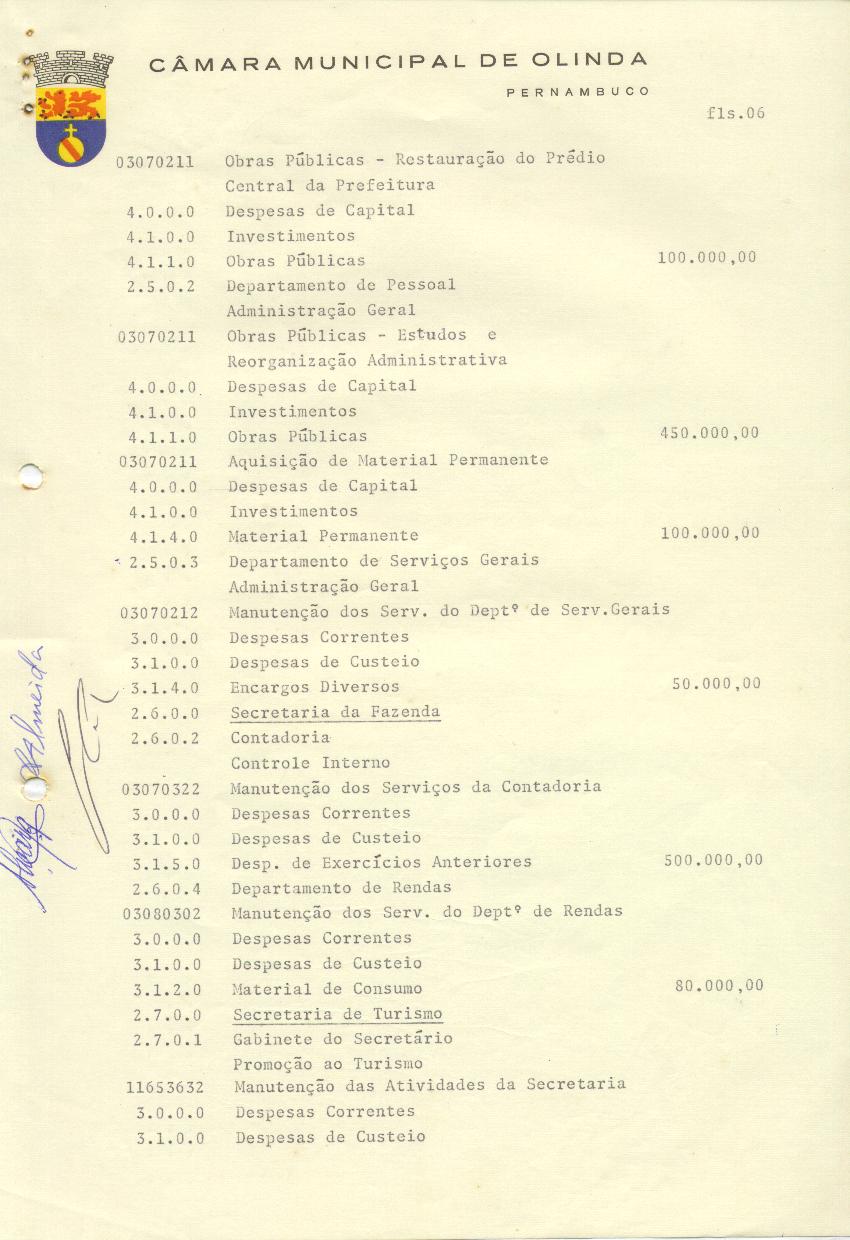 CÂMARA MUNICIPAL DE OLINDA
PERNAMBUCO
fls.06
03070211 Obras Públicas - Restauração do Prédio
Central da Prefeitura
4.0.0.0 Despesas de Capital
4.1.0.0 Investimentos
4.1.1.0 Obras Públicas 100.000,00
2.5.0.2 Departamento de Pessoal
Administração Geral
03070211 Obras Públicas - Estudos e
Reorganização Administrativa
4.0.0.0 Despesas de Capital
4.1.0.0 Investimentos
4.1.1.0 Obras Públicas 450.000,00
03070211 Aquisição de Material Permanente
4.0.0.0 Despesas de Capital
4.1.0.0 Investimentos
4.1.4.0 Material Permanente 100.000,00
2.5.0.3 Departamento de Serviços Gerais
Administração Geral
03070212 Manutenção dos Serv. do Deptº de Serv.Gerais
3.0.0.0 Despesas Correntes
3.1.0.0 Despesas de Custeio
3.1.4.0 Encargos Diversos 50.000,00
2.6.0.0 Secretaria da Fazenda
2.6.0.2 Contadoria
Controle Interno
03070322 Manutenção dos Serviços da Contadoria
3.0.0.0 Despesas Correntes
3.1.0.0 Despesas de Custeio
3.1.5.0 Desp. de Exercícios Anteriores 500.000,00
2.6.0.4 Departamento de Rendas
03080302 Manutenção dos Serv. do Deptº de Rendas
3.0.0.0 Despesas Correntes
3.1.0.0 Despesas de Custeio
3.1.2.0 Material de Consumo 80.000,00
2.7.0.0 Secretaria de Turismo
2.7.0.1 Gabinete do Secretário
Promoção ao Turismo
11653632 Manutenção das Atividades da Secretaria
3.0.0.0 Despesas Correntes
3.1.0.0 Despesas de Custeio
Almeida